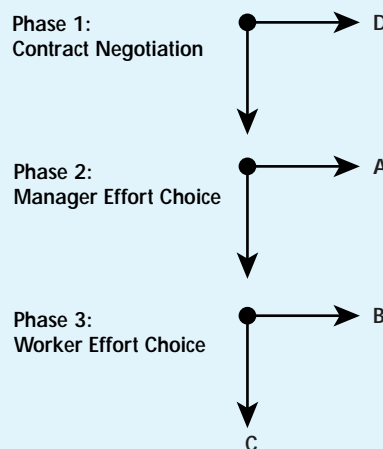 Phase 1:
Contract Negotiation
D
Phase 2:
Manager Effort Choice
A
Phase 3:
Worker Effort Choice
B
C